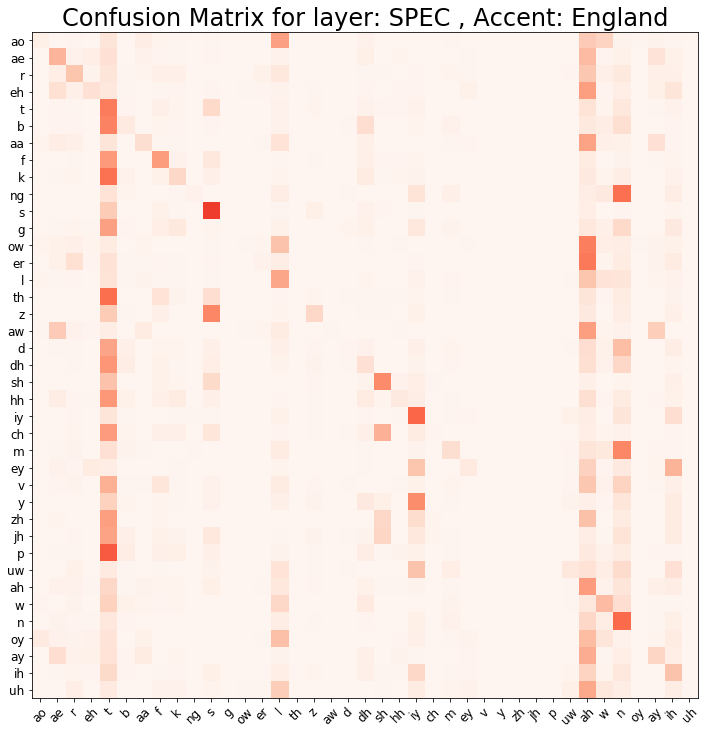 Confusion Matrix for layer: SPEC , Accent: England
ao
ae
r
eh
t
b
aa
f
k
ng
s
g
ow
er
l
th
z
aw
d
dh
sh
hh
iy
ch
m
ey
v
y
zh
jh
p
uw
ah
w
n
oy
ay
ih
uh
ao ae r eh t b aa f k ng s g ow er l th z aw d dh sh hh iy ch m ey v y zh jh p uw ah w n oy ay ih uh